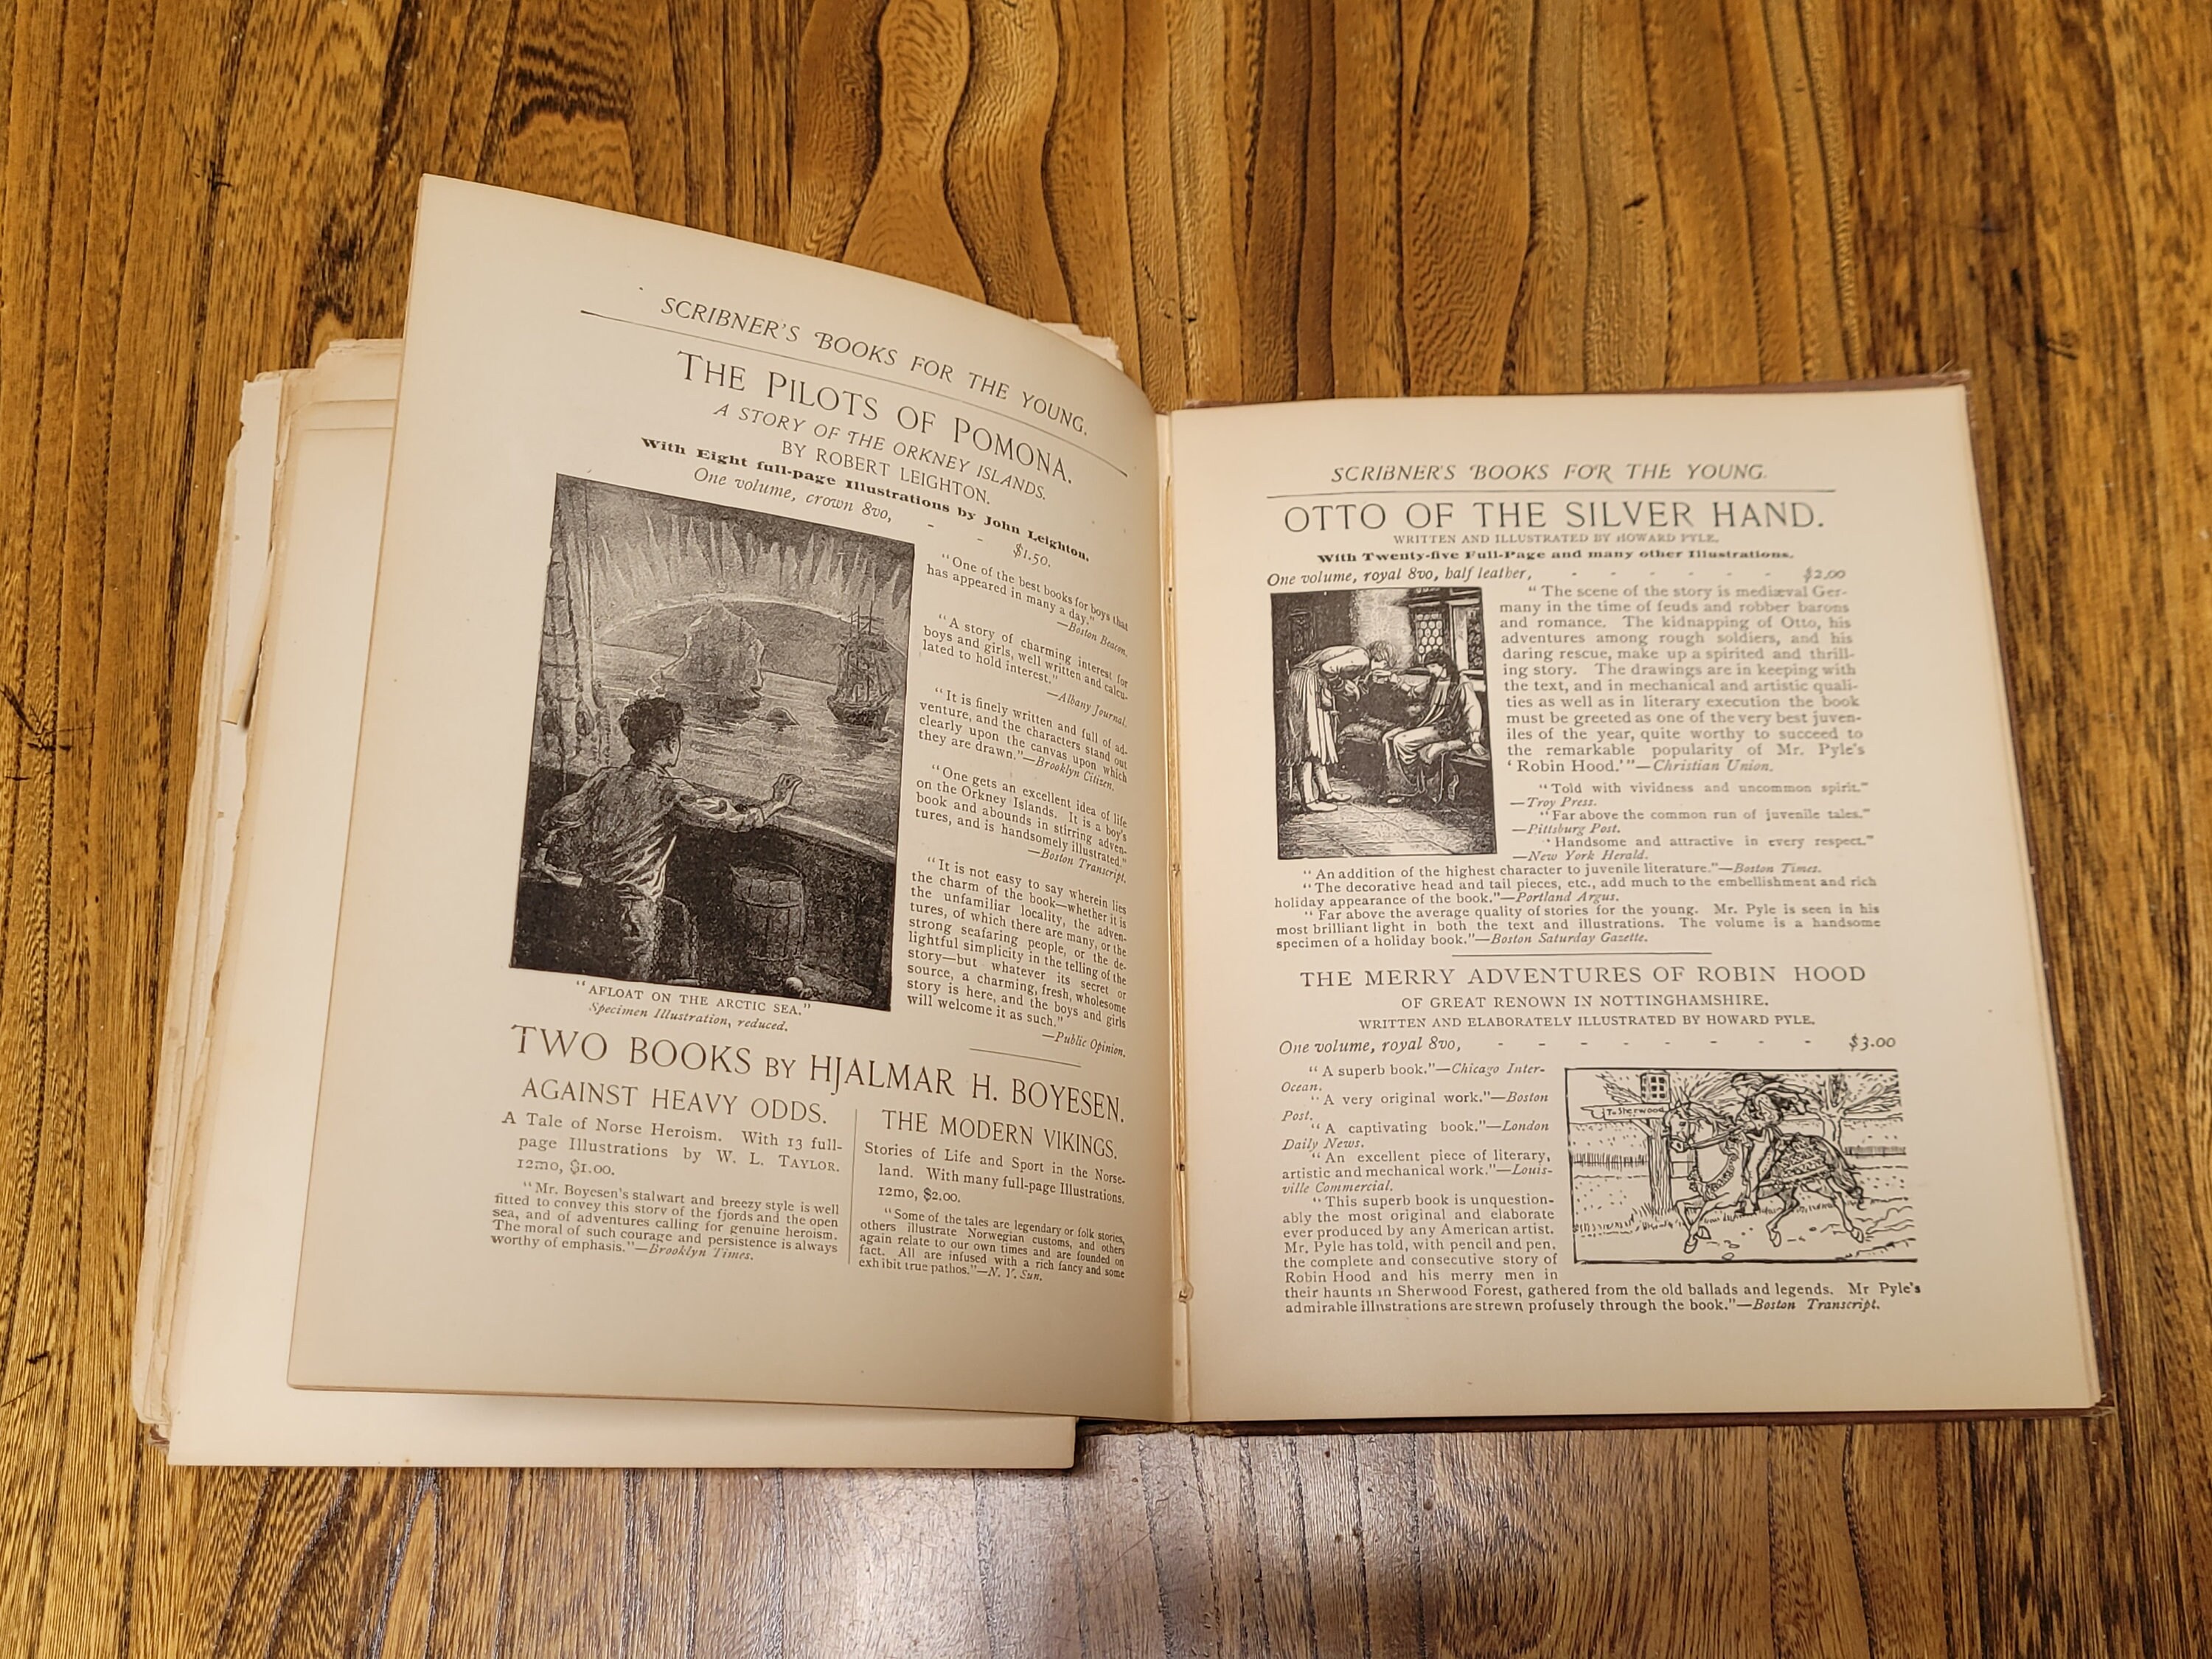 SCRIBNER'S BOOKS FOR THE YOUNG.
THE PILOTS OF POMONA.
A STORY OF THE ORKNEY ISLANDS.
BY ROBERT LEIGHTON.
With Eight full-page Illustrations by John Leighton.
One volume, crown 8vo, - - $1.50.
"One of the best books for boys that
has appeared in many a day."
—Boston Beacon.
"A story of charming interest for
boys and girls, well written and calcu-
lated to hold interest."
—Albany Journal.
"It is finely written and full of ad-
venture, and the characters stand out
clearly upon the canvas upon which
they are drawn."—Brooklyn Citizen.
"One gets an excellent idea of life
on the Orkney Islands. It is a boy's
book and abounds in stirring adven-
tures, and is handsomely illustrated."
—Boston Transcript.
"It is not easy to say wherein lies
the charm of the book—whether it is
the unfamiliar locality, the adven-
tures, of which there are many, or the
strong seafaring people, or the de-
lightful simplicity in the telling of the
story—but whatever its secret or
source, a charming, fresh, wholesome
story is here, and the boys and girls
will welcome it as such."
—Public Opinion.
"AFLOAT ON THE ARCTIC SEA."
Specimen Illustration, reduced.
TWO BOOKS BY HJALMAR H. BOYESEN.
AGAINST HEAVY ODDS.
A Tale of Norse Heroism. With 13 full-
page Illustrations by W. L. TAYLOR.
12mo, $1.00.
"Mr. Boyesen's stalwart and breezy style is well
fitted to convey this story of the fjords and the open
sea, and of adventures calling for genuine heroism.
The moral of such courage and persistence is always
worthy of emphasis."—Brooklyn Times.
THE MODERN VIKINGS.
Stories of Life and Sport in the Norse-
land. With many full-page Illustrations.
12mo, $2.00.
"Some of the tales are legendary or folk stories,
others illustrate Norwegian customs, and others
again relate to our own times and are founded on
fact. All are infused with a rich fancy and some
exhibit true pathos."—N. Y. Sun.
SCRIBNER'S BOOKS FOR THE YOUNG.
OTTO OF THE SILVER HAND.
WRITTEN AND ILLUSTRATED BY HOWARD PYLE.
With Twenty-five Full-Page and many other Illustrations.
One volume, royal 8vo, half leather, - - - - - - $2.00
"The scene of the story is mediæval Ger-
many in the time of feuds and robber barons
and romance. The kidnapping of Otto, his
adventures among rough soldiers, and his
daring rescue, make up a spirited and thrill-
ing story. The drawings are in keeping with
the text, and in mechanical and artistic quali-
ties as well as in literary execution the book
must be greeted as one of the very best juven-
iles of the year, quite worthy to succeed to
the remarkable popularity of Mr. Pyle's
'Robin Hood.'"—Christian Union.
"Told with vividness and uncommon spirit."
—Troy Press.
"Far above the common run of juvenile tales."
—Pittsburg Post.
"Handsome and attractive in every respect."
—New York Herald.
"An addition of the highest character to juvenile literature."—Boston Times.
"The decorative head and tail pieces, etc., add much to the embellishment and rich
holiday appearance of the book."—Portland Argus.
"Far above the average quality of stories for the young. Mr. Pyle is seen in his
most brilliant light in both the text and illustrations. The volume is a handsome
specimen of a holiday book."—Boston Saturday Gazette.
THE MERRY ADVENTURES OF ROBIN HOOD
OF GREAT RENOWN IN NOTTINGHAMSHIRE.
WRITTEN AND ELABORATELY ILLUSTRATED BY HOWARD PYLE.
One volume, royal 8vo, - - - - - - - - $3.00
"A superb book."—Chicago Inter-
Ocean.
"A very original work."—Boston
Post.
"A captivating book."—London
Daily News.
"An excellent piece of literary,
artistic and mechanical work."—Louis-
ville Commercial.
"This superb book is unquestion-
ably the most original and elaborate
ever produced by any American artist.
Mr. Pyle has told, with pencil and pen,
the complete and consecutive story of
Robin Hood and his merry men in
their haunts in Sherwood Forest, gathered from the old ballads and legends. Mr Pyle's
admirable illustrations are strewn profusely through the book."—Boston Transcript.
To Sherwood